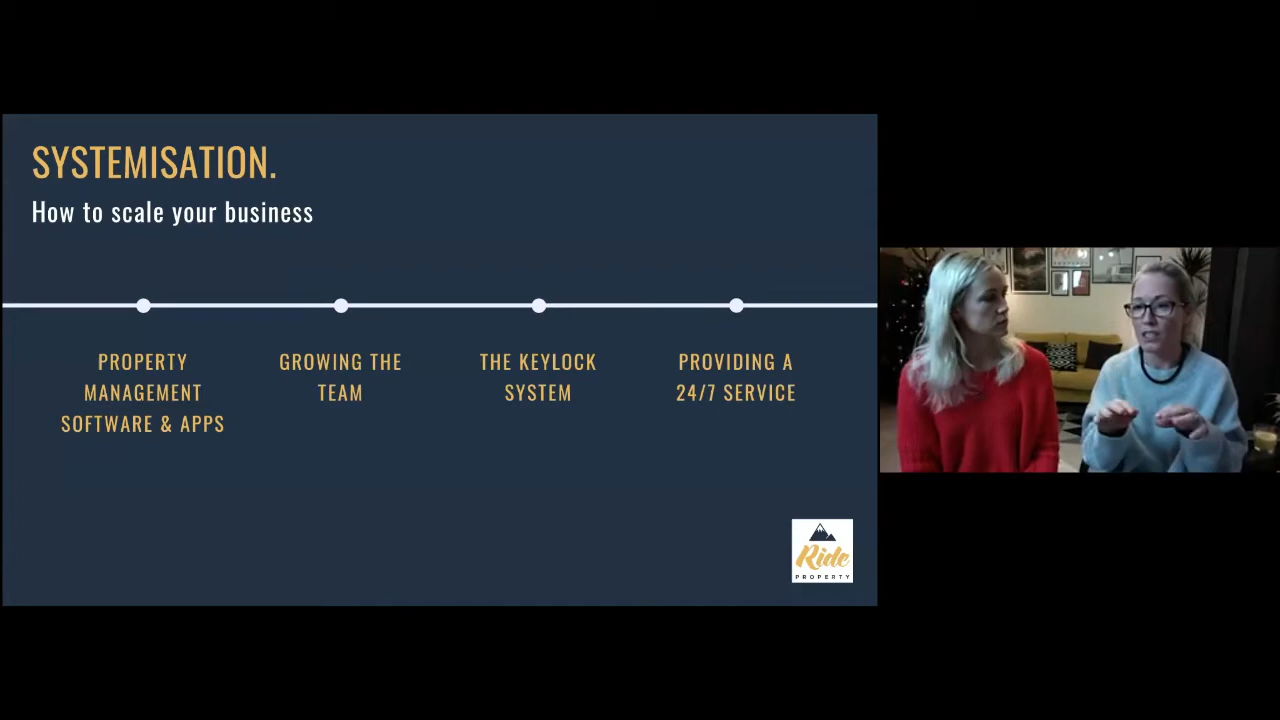 SYSTEMISATION.
How to scale your business
PROPERTY
MANAGEMENT
SOFTWARE & APPS
GROWING THE
TEAM
THE KEYLOCK
SYSTEM
PROVIDING A
24/7 SERVICE
Ride
PROPERTY